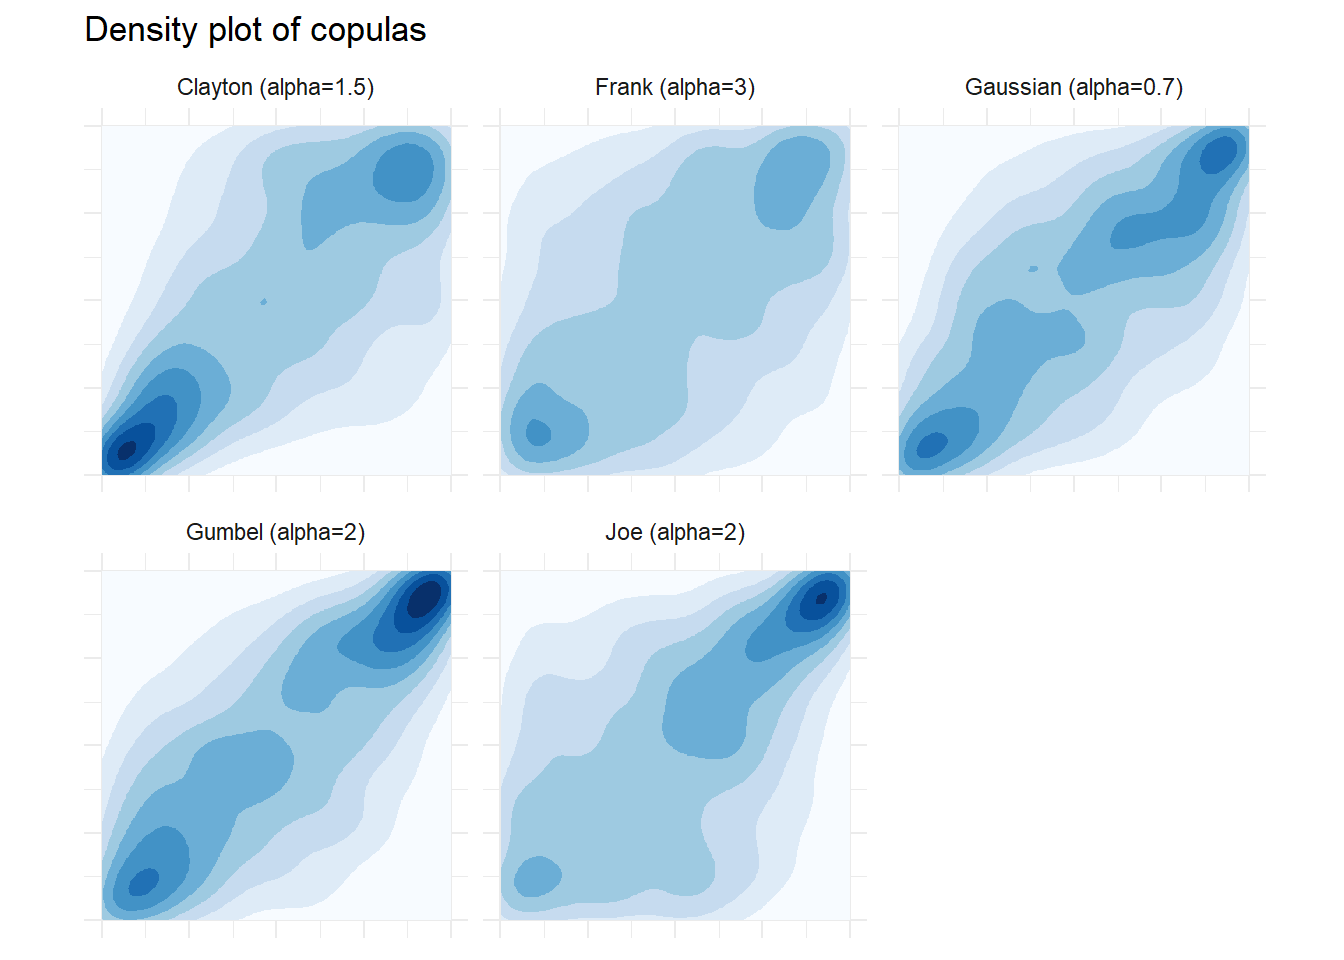 Density plot of copulas
Clayton (alpha=1.5)
Frank (alpha=3)
Gaussian (alpha=0.7)
Gumbel (alpha=2)
Joe (alpha=2)